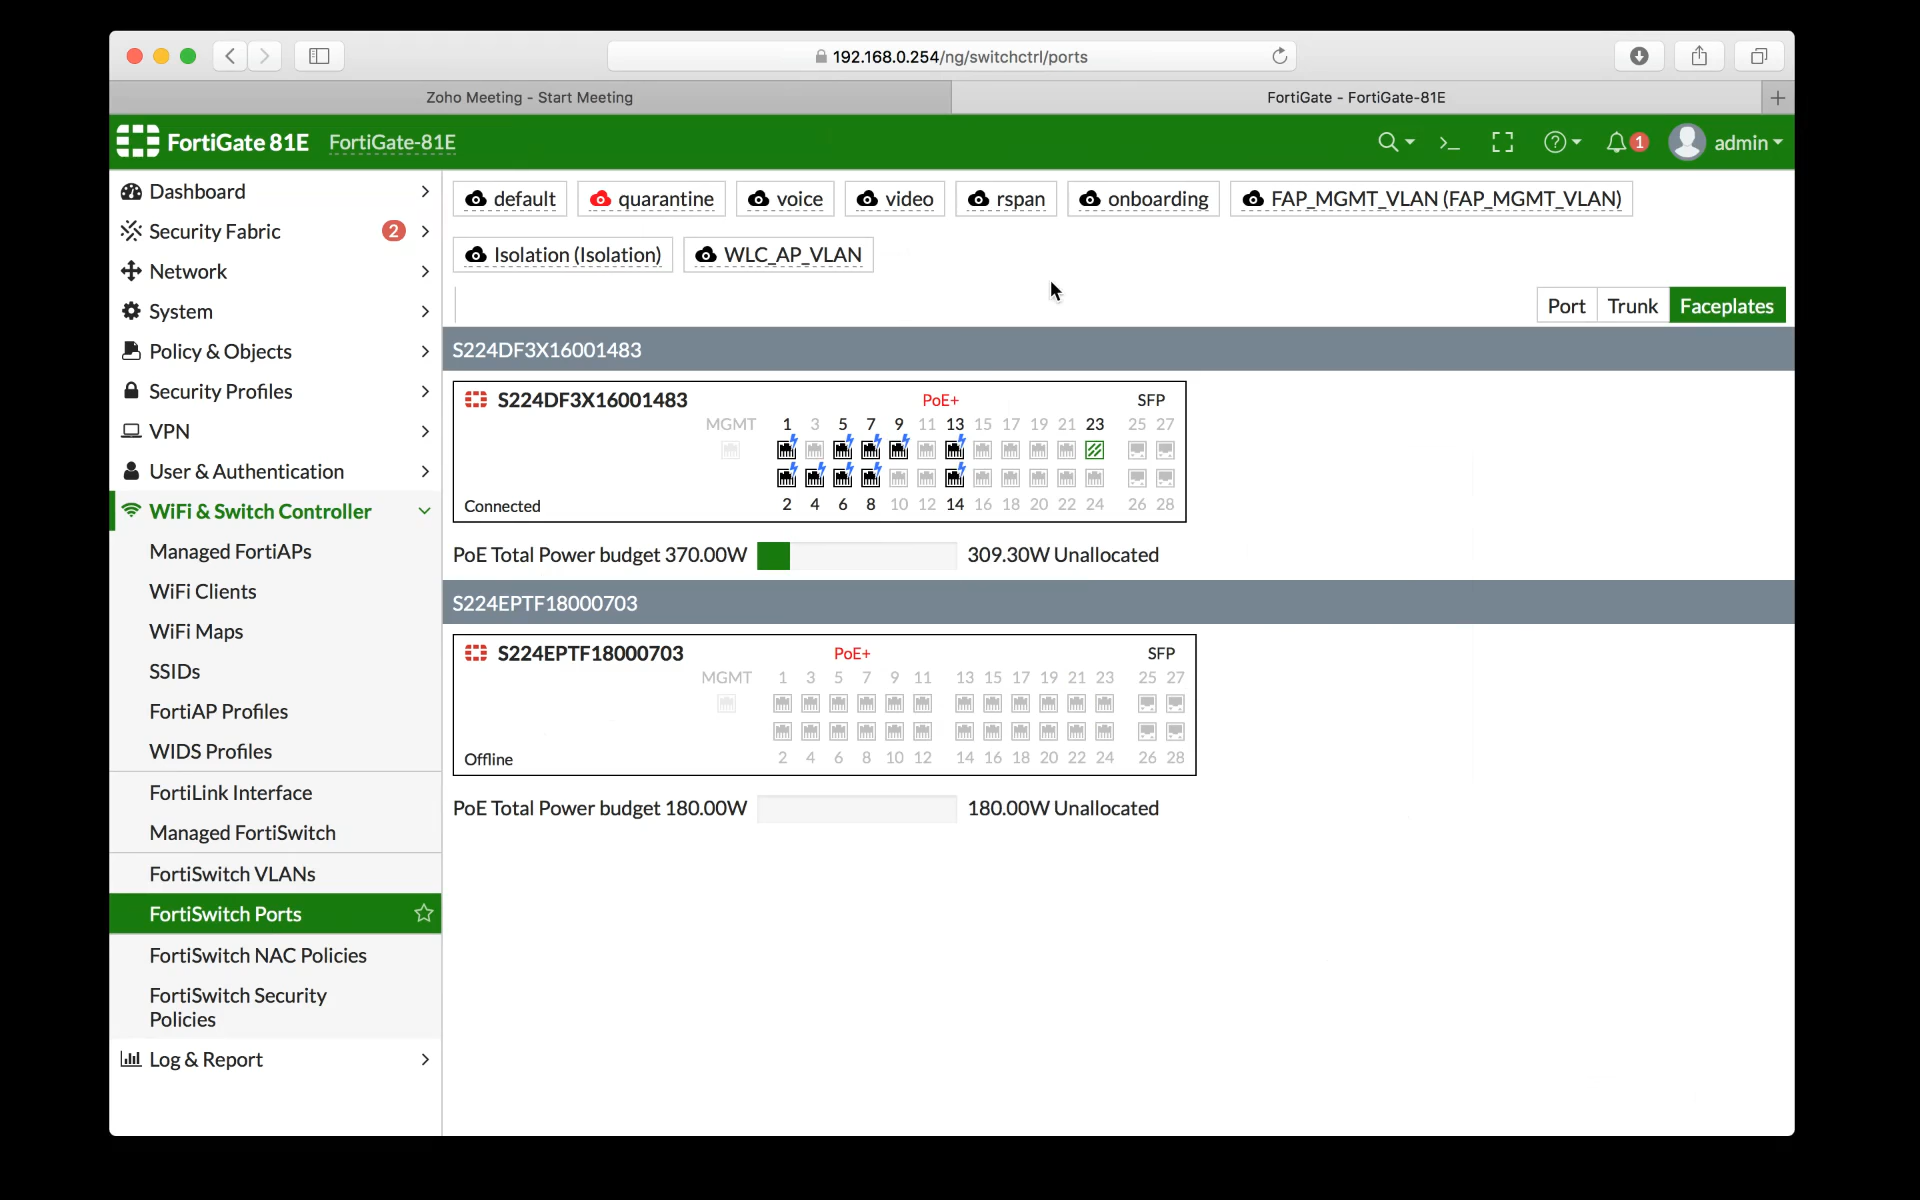 192.168.0.254/ng/switchctrl/ports
Zoho Meeting - Start Meeting
FortiGate - FortiGate-81E
FortiGate 81E FortiGate-81E
1 admin
Dashboard
Security Fabric 2
Network
System
Policy & Objects
Security Profiles
VPN
User & Authentication
WiFi & Switch Controller
Managed FortiAPs
WiFi Clients
WiFi Maps
SSIDs
FortiAP Profiles
WIDS Profiles
FortiLink Interface
Managed FortiSwitch
FortiSwitch VLANs
FortiSwitch Ports
FortiSwitch NAC Policies
FortiSwitch Security
Policies
Log & Report
default quarantine voice video rspan onboarding FAP_MGMT_VLAN (FAP_MGMT_VLAN)
Isolation (Isolation) WLC_AP_VLAN
Port Trunk Faceplates
S224DF3X16001483
S224DF3X16001483 PoE+ SFP
MGMT 1 3 5 7 9 11 13 15 17 19 21 23 25 27
Connected 2 4 6 8 10 12 14 16 18 20 22 24 26 28
PoE Total Power budget 370.00W 309.30W Unallocated
S224EPTF18000703
S224EPTF18000703 PoE+ SFP
MGMT 1 3 5 7 9 11 13 15 17 19 21 23 25 27
Offline 2 4 6 8 10 12 14 16 18 20 22 24 26 28
PoE Total Power budget 180.00W 180.00W Unallocated